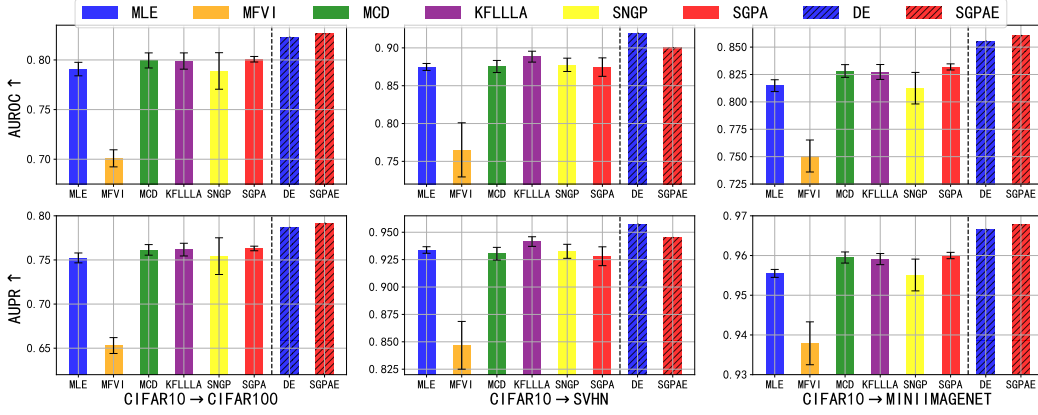 MLE MFVI MCD KFLLLA SNGP SGPA DE SGPAE
AUROC ↑
0.80
0.75
0.70
MLE MFVI MCD KFLLLA SNGP SGPA DE SGPAE
0.90
0.85
0.80
0.75
MLE MFVI MCD KFLLLA SNGP SGPA DE SGPAE
0.850
0.825
0.800
0.775
0.750
0.725
MLE MFVI MCD KFLLLA SNGP SGPA DE SGPAE
AUPR ↑
0.80
0.75
0.70
0.65
MLE MFVI MCD KFLLLA SNGP SGPA DE SGPAE
CIFAR10 → CIFAR100
0.950
0.925
0.900
0.875
0.850
0.825
MLE MFVI MCD KFLLLA SNGP SGPA DE SGPAE
CIFAR10 → SVHN
0.97
0.96
0.95
0.94
0.93
MLE MFVI MCD KFLLLA SNGP SGPA DE SGPAE
CIFAR10 → MINIIMAGENET